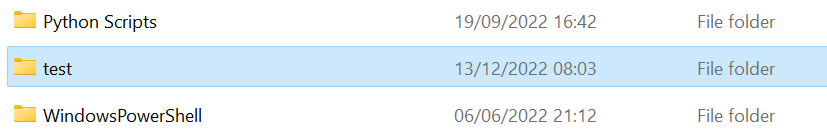 Python Scripts 19/09/2022 16:42 File folder
test 13/12/2022 08:03 File folder
WindowsPowerShell 06/06/2022 21:12 File folder